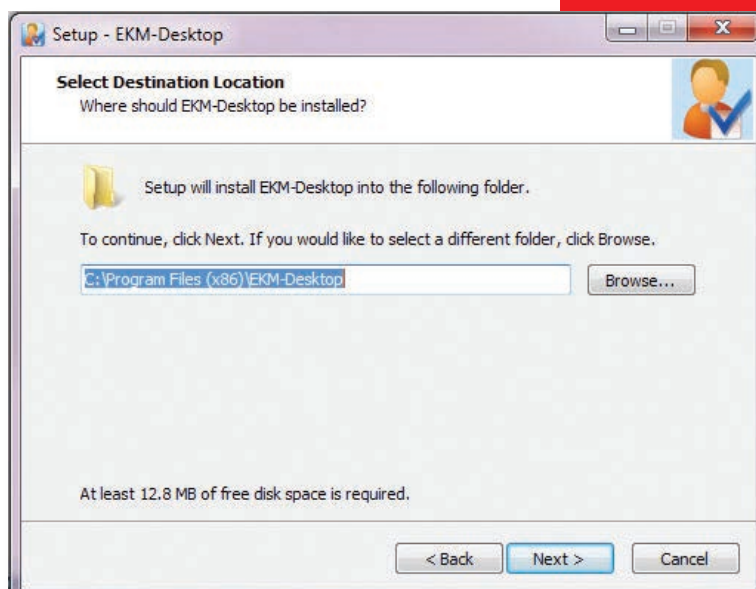 Setup - EKM-Desktop
Select Destination Location
Where should EKM-Desktop be installed?
Setup will install EKM-Desktop into the following folder.
To continue, click Next. If you would like to select a different folder, click Browse.
C:\Program Files (x86)\EKM-Desktop
Browse...
At least 12.8 MB of free disk space is required.
< Back
Next >
Cancel